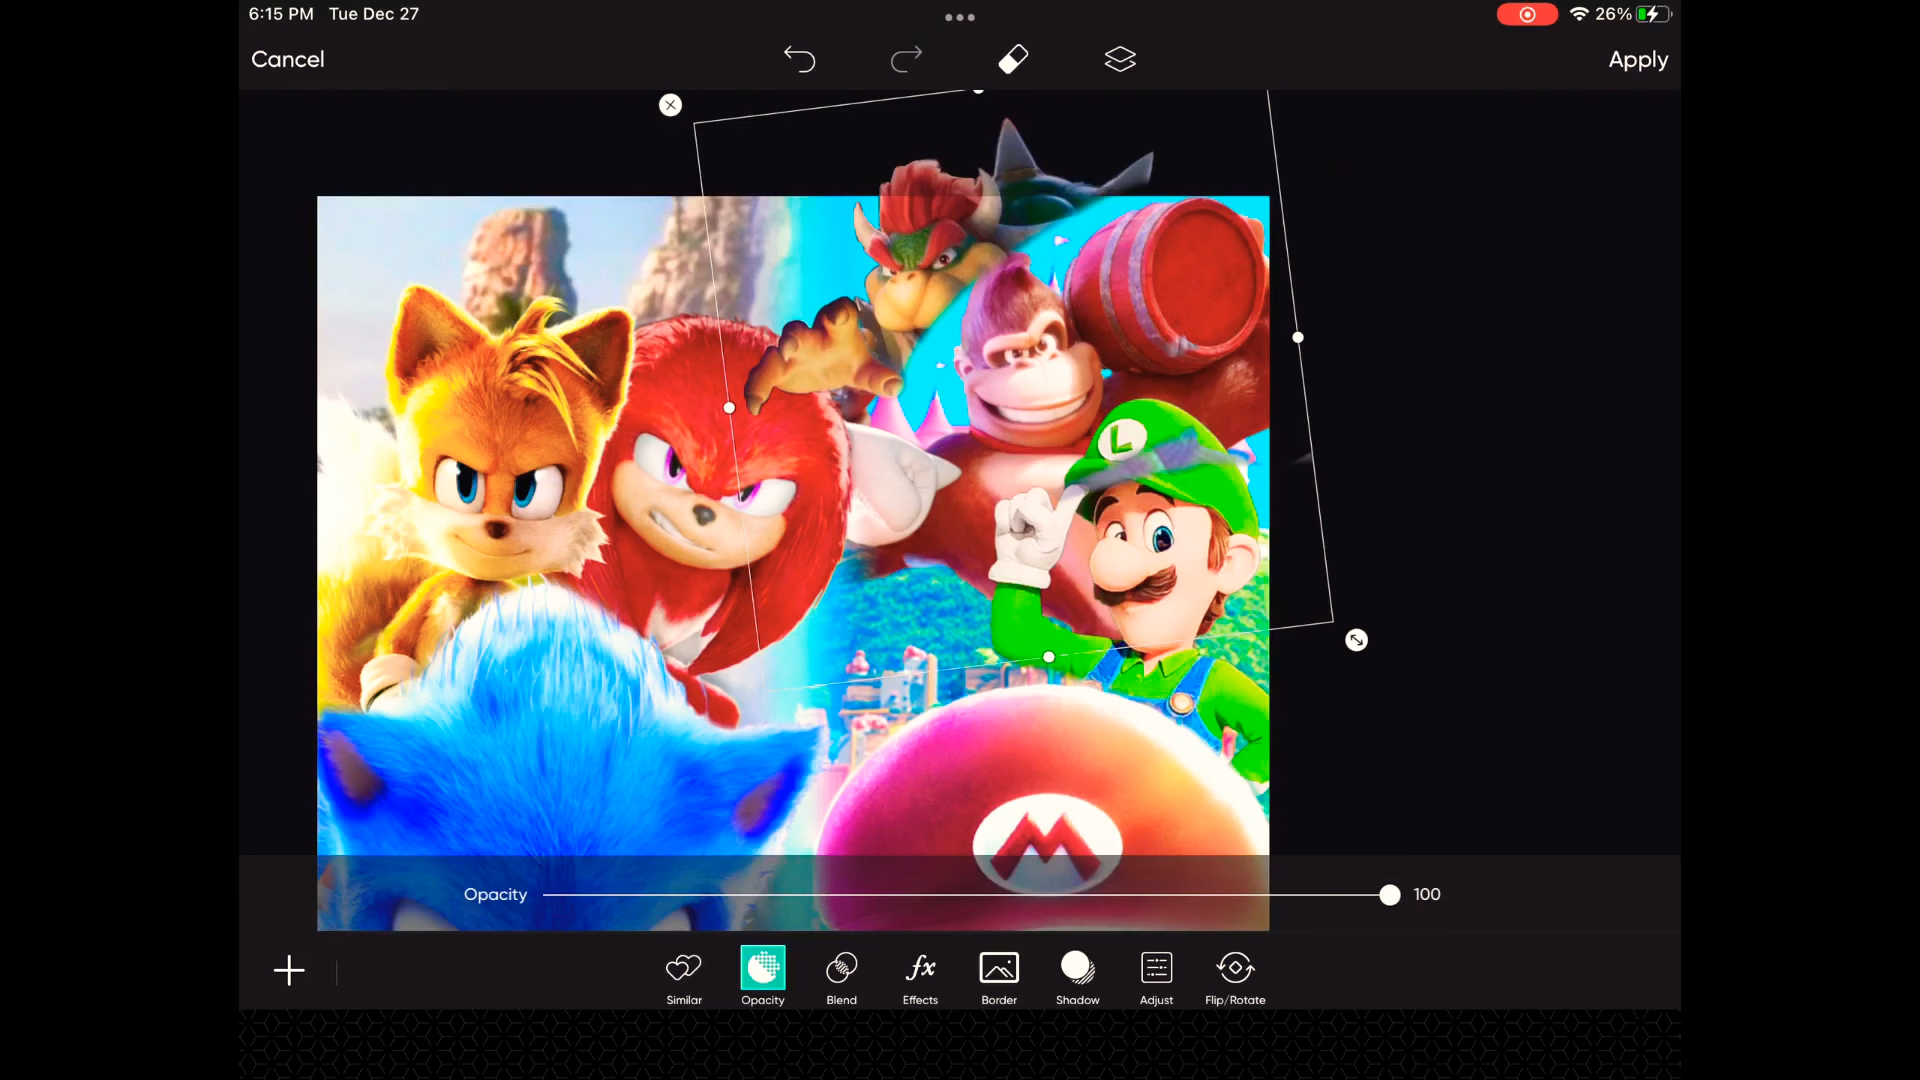 6:15 PM Tue Dec 27
26%
Cancel
Apply
L
M
Opacity
100
Similar
Opacity
Blend
fx
Effects
Border
Shadow
Adjust
Flip/Rotate